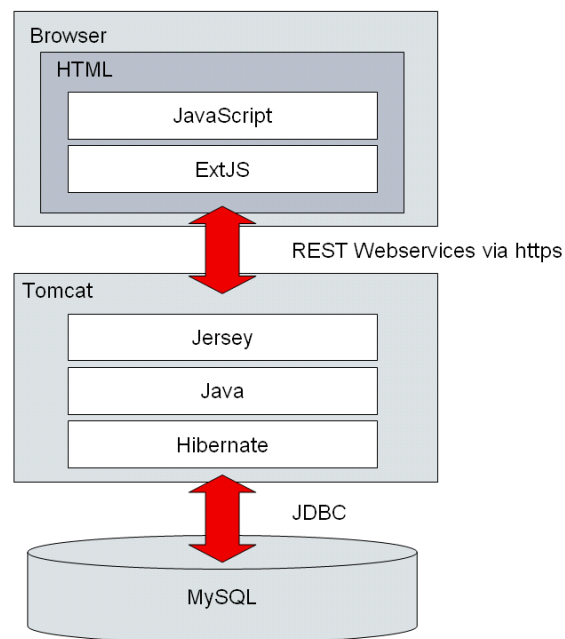 Browser
HTML
JavaScript
ExtJS
REST Webservices via https
Tomcat
Jersey
Java
Hibernate
JDBC
MySQL